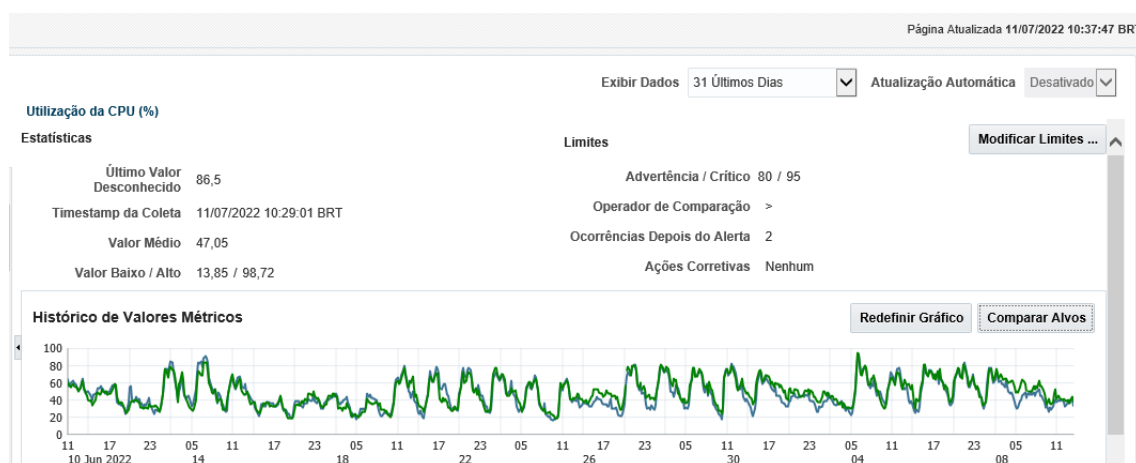 Página Atualizada 11/07/2022 10:37:47 BRT
Exibir Dados 31 Últimos Dias Atualização Automática Desativado
Utilização da CPU (%)
Estatísticas
Limites
Modificar Limites ...
Último Valor
Desconhecido 86,5
Timestamp da Coleta 11/07/2022 10:29:01 BRT
Valor Médio 47,05
Valor Baixo / Alto 13,85 / 98,72
Advertência / Crítico 80 / 95
Operador de Comparação >
Ocorrências Depois do Alerta 2
Ações Corretivas Nenhum
Histórico de Valores Métricos
Redefinir Gráfico Comparar Alvos
100
80
60
40
20
0
11 17 23 05 11 17 23 05 11 17 23 05 11 17 23 05 11 17 23 05 11 17 23 05 11
10 Jun 2022 14 18 22 26 30 04 08